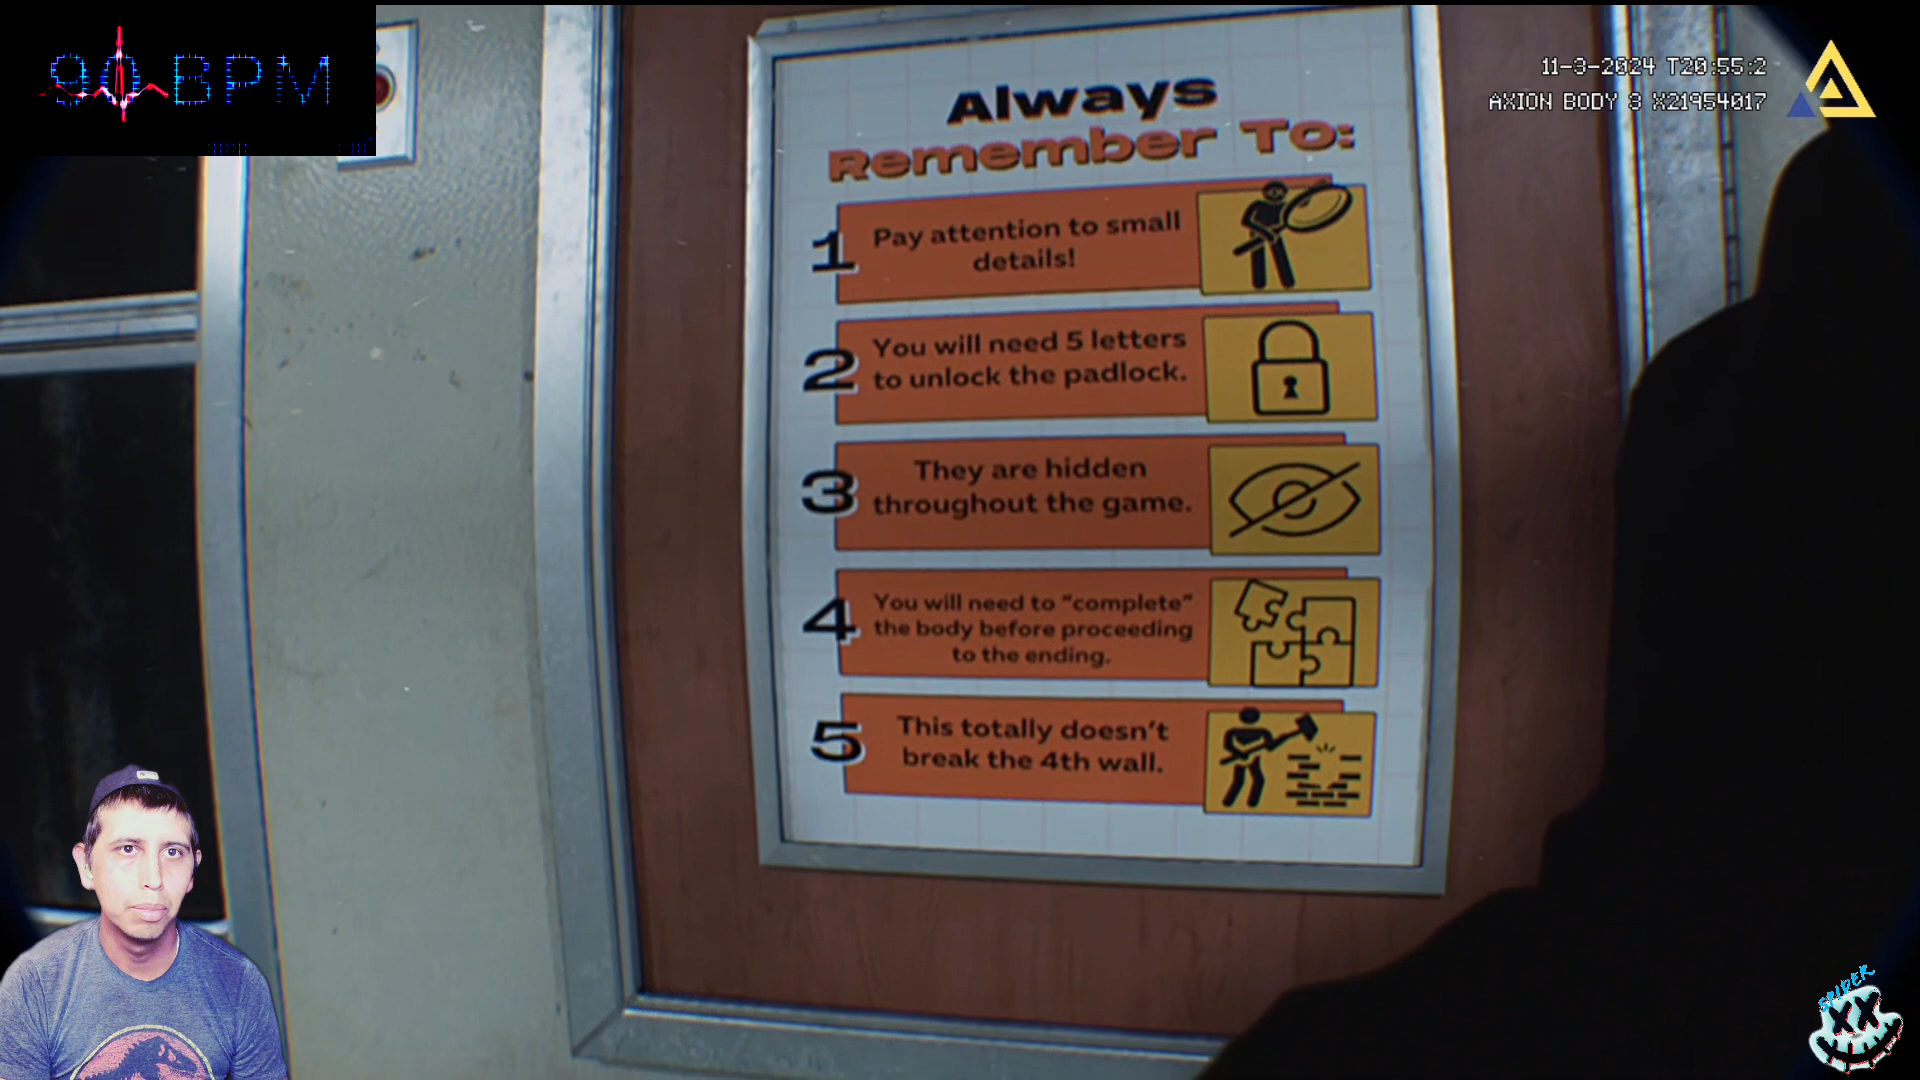 90 BPM
11-3-2024 T20:55:2
AXION BODY 3 X21954017
Always
Remember To:
1
Pay attention to small
details!
2
You will need 5 letters
to unlock the padlock.
3
They are hidden
throughout the game.
4
You will need to "complete"
the body before proceeding
to the ending.
5
This totally doesn't
break the 4th wall.
SPIDER
XX